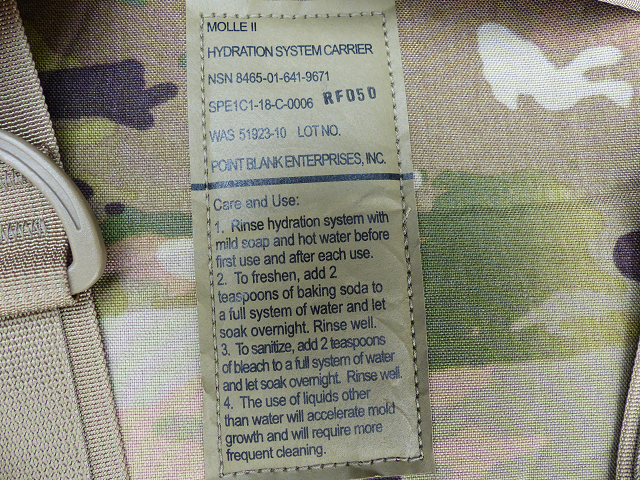 MOLLE II
HYDRATION SYSTEM CARRIER
NSN 8465-01-641-9671
SPE1C1-18-C-0006 RF050
WAS 51923-10 LOT NO.
POINT BLANK ENTERPRISES, INC.
Care and Use:
1. Rinse hydration system with
mild soap and hot water before
first use and after each use.
2. To freshen, add 2
teaspoons of baking soda to
a full system of water and let
soak overnight. Rinse well.
3. To sanitize, add 2 teaspoons
of bleach to a full system of water
and let soak overnight. Rinse well.
4. The use of liquids other
than water will accelerate mold
growth and will require more
frequent cleaning.